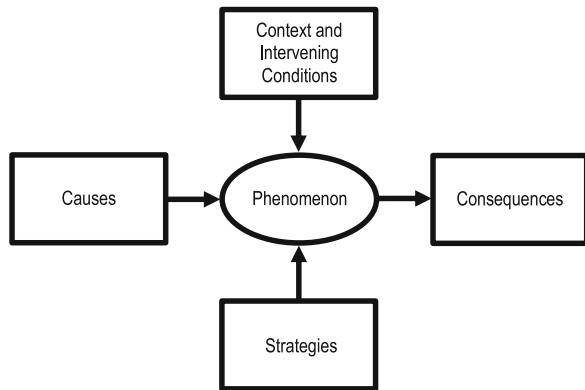 Context and
Intervening
Conditions
Causes
Phenomenon
Consequences
Strategies